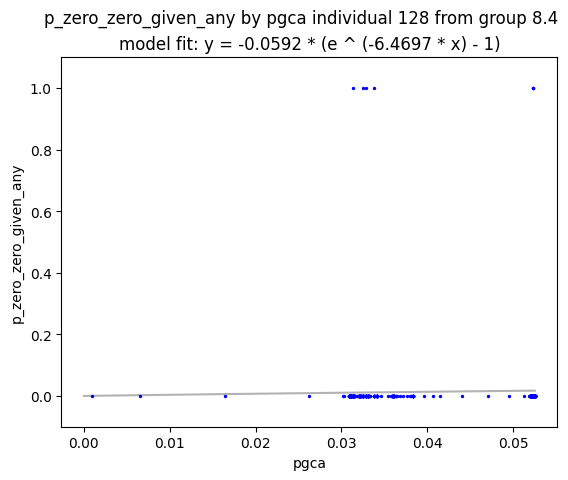 p_zero_zero_given_any by pgca individual 128 from group 8.4
model fit: y = -0.0592 * (e ^ (-6.4697 * x) - 1)
p_zero_zero_given_any
1.0
0.8
0.6
0.4
0.2
0.0
0.00 0.01 0.02 0.03 0.04 0.05
pgca